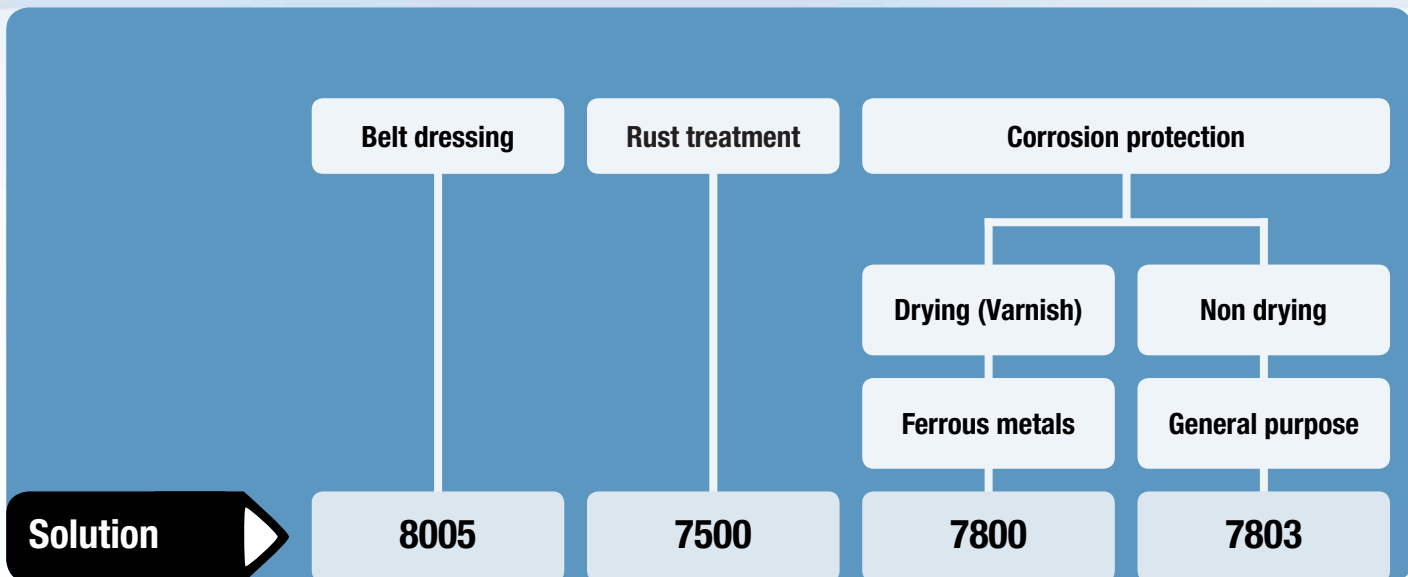 Belt dressing
Rust treatment
Corrosion protection
Drying (Varnish)
Non drying
Ferrous metals
General purpose
Solution
8005
7500
7800
7803